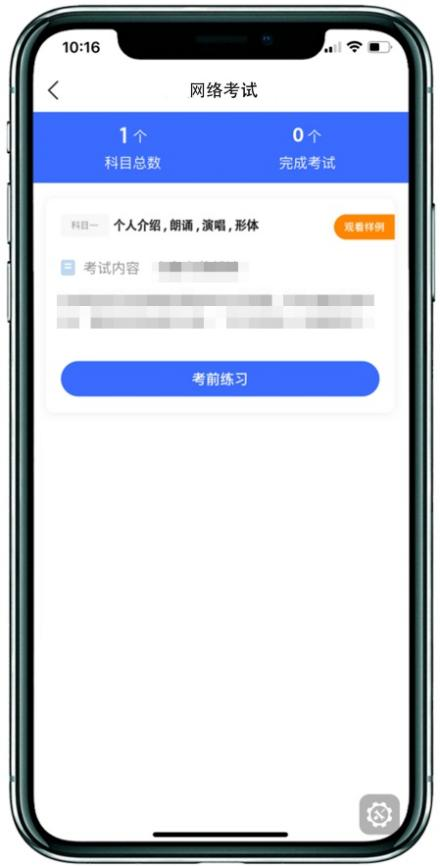 10:16
网络考试
1个
0个
科目总数
完成考试
科目一
个人介绍,朗诵,演唱,形体
观看样例
考试内容
考前练习